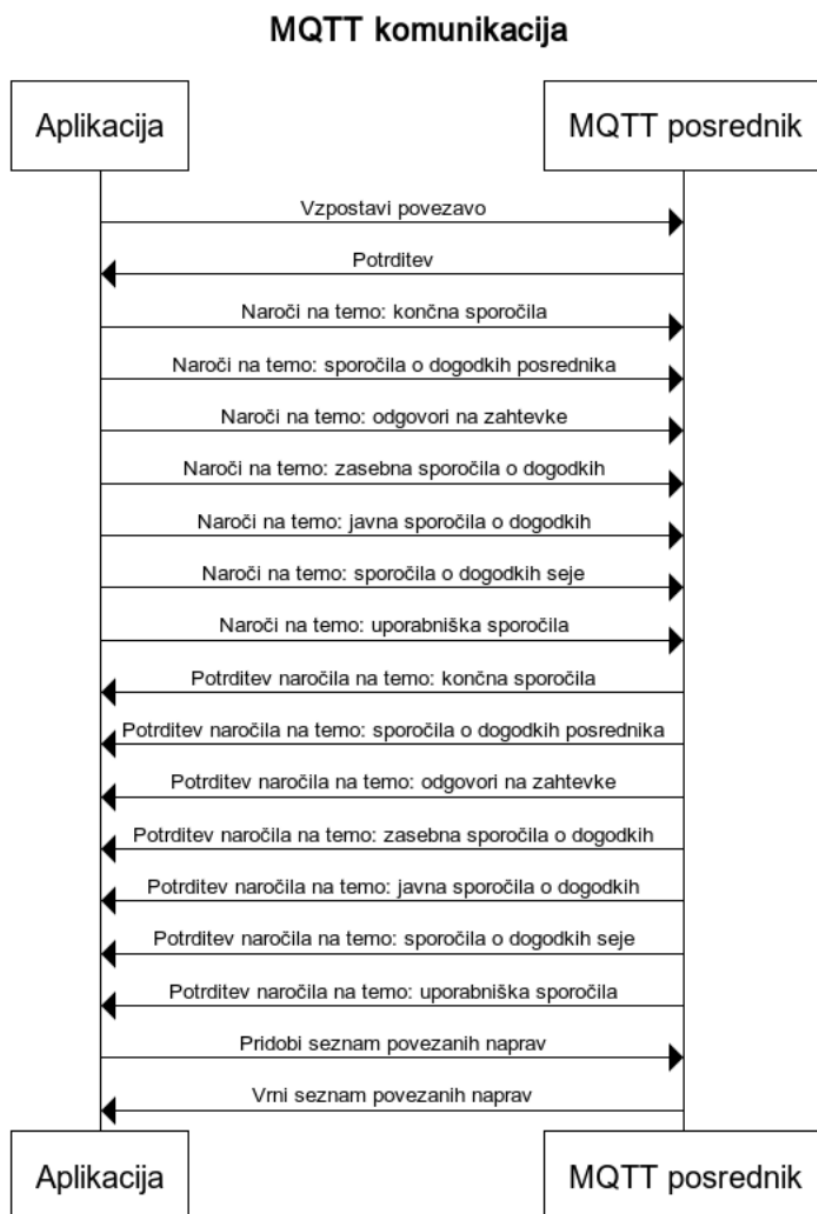 MQTT komunikacija
Aplikacija
MQTT posrednik
Vzpostavi povezavo
Potrditev
Naroči na temo: končna sporočila
Naroči na temo: sporočila o dogodkih posrednika
Naroči na temo: odgovori na zahtevke
Naroči na temo: zasebna sporočila o dogodkih
Naroči na temo: javna sporočila o dogodkih
Naroči na temo: sporočila o dogodkih seje
Naroči na temo: uporabniška sporočila
Potrditev naročila na temo: končna sporočila
Potrditev naročila na temo: sporočila o dogodkih posrednika
Potrditev naročila na temo: odgovori na zahtevke
Potrditev naročila na temo: zasebna sporočila o dogodkih
Potrditev naročila na temo: javna sporočila o dogodkih
Potrditev naročila na temo: sporočila o dogodkih seje
Potrditev naročila na temo: uporabniška sporočila
Pridobi seznam povezanih naprav
Vrni seznam povezanih naprav
Aplikacija
MQTT posrednik